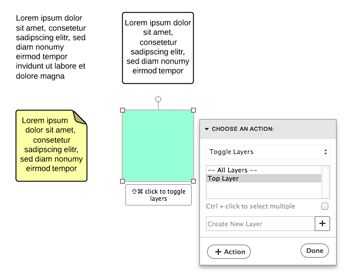 Lorem ipsum dolor
sit amet, consetetur
sadipscing elitr, sed
diam nonumy
eirmod tempor
invidunt ut labore et
dolore magna
Lorem ipsum dolor
sit amet,
consetetur
sadipscing elitr, sed
diam nonumy
eirmod tempor
Lorem ipsum
dolor sit amet,
consetetur
sadipscing elitr, sed
diam nonumy
eirmod tempor
⇧⌘ click to toggle
layers
CHOOSE AN ACTION:
Toggle Layers
-- All Layers --
Top Layer
Ctrl + click to select multiple
Create New Layer
+
+ Action
Done